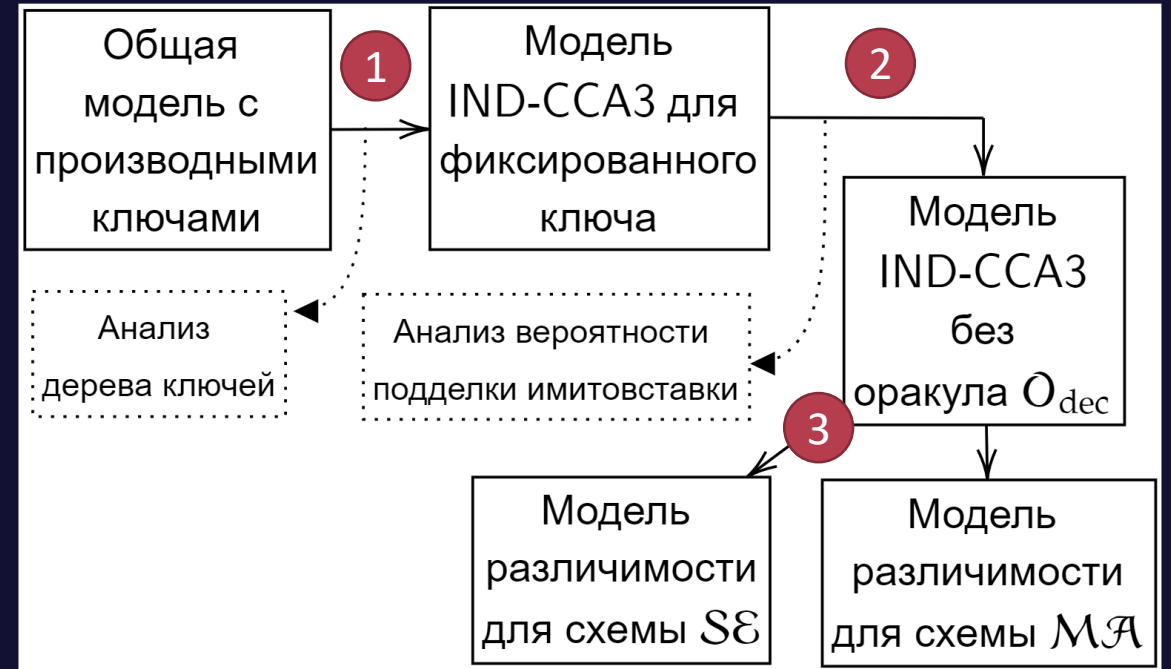 Общая
модель с
производными
ключами
1
Модель
IND-CCA3 для
фиксированного
ключа
2
Модель
IND-CCA3
без
оракула 𝒪dec
Анализ
дерева ключей
Анализ вероятности
подделки имитовставки
3
Модель
различимости
для схемы 𝒮ℰ
Модель
различимости
для схемы ℳ𝒜